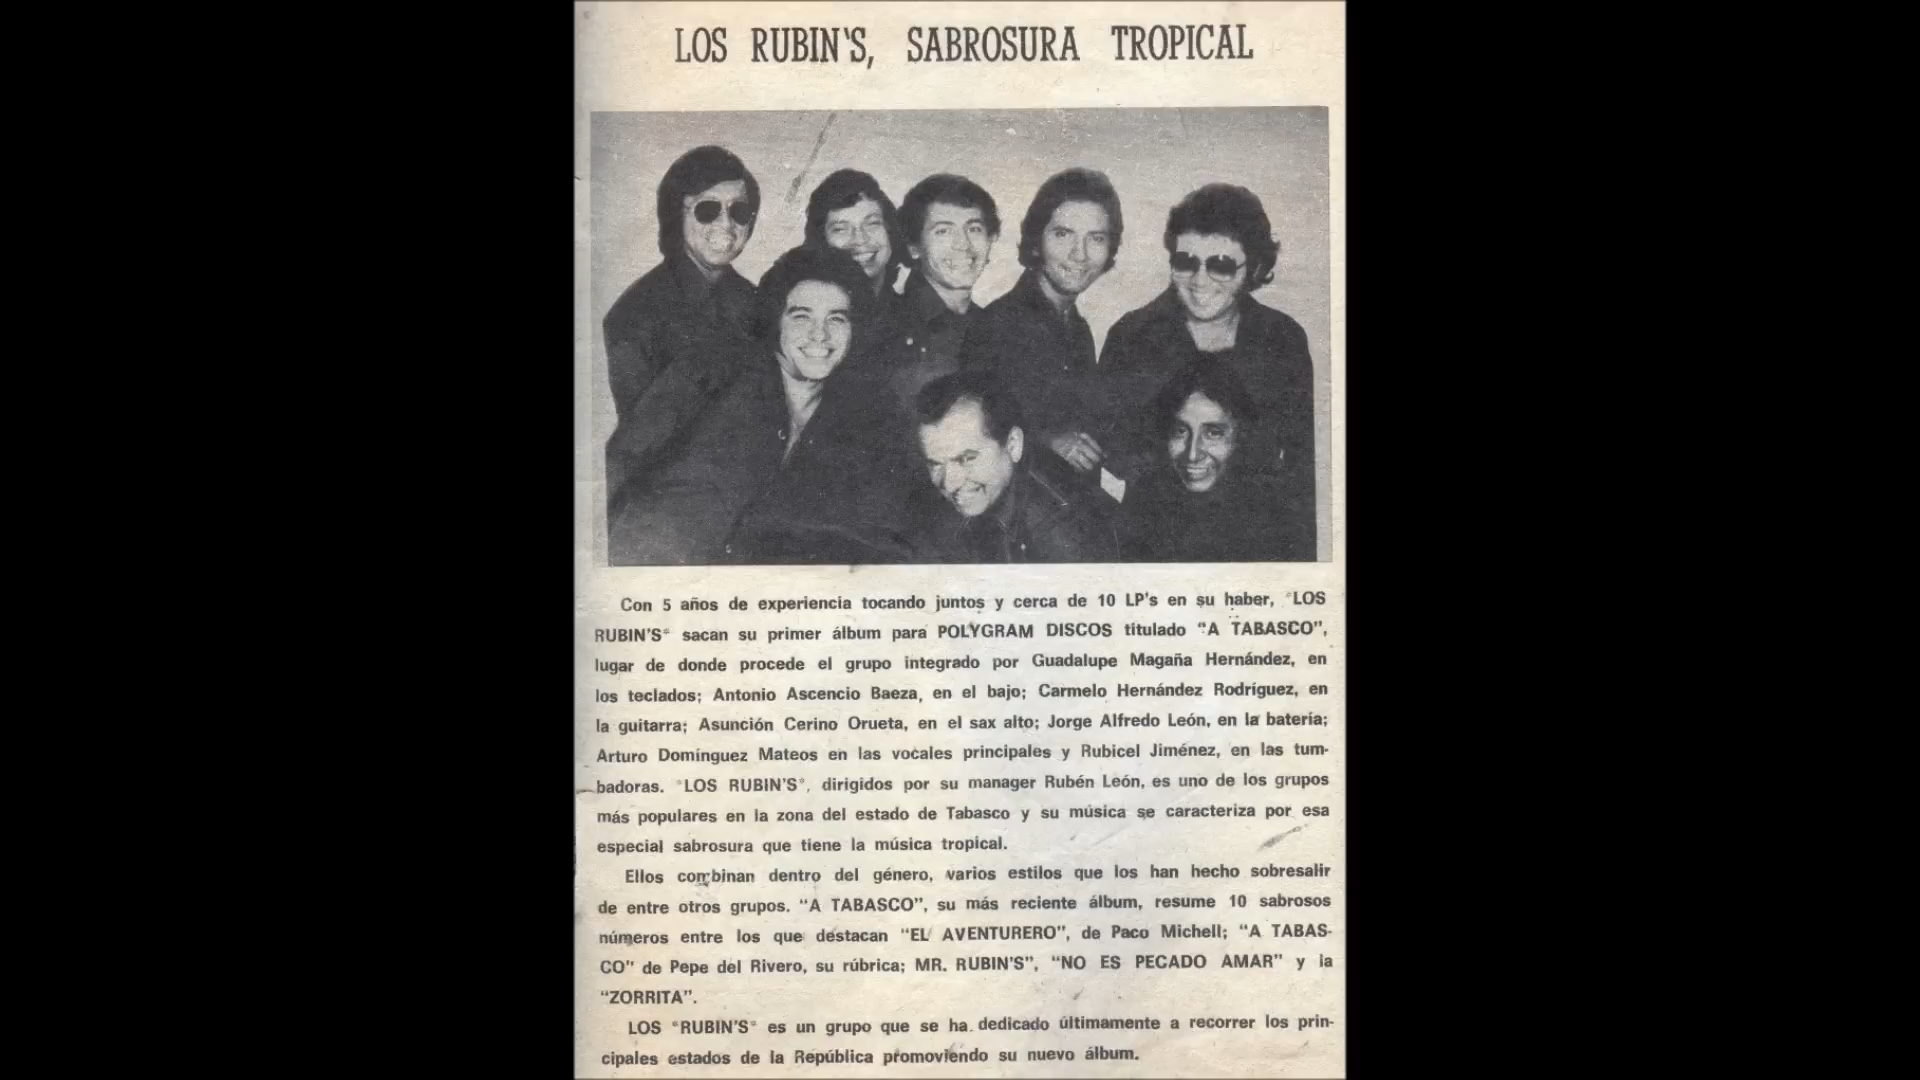 LOS RUBIN'S, SABROSURA TROPICAL
Con 5 años de experiencia tocando juntos y cerca de 10 LP's en su haber, "LOS
RUBIN'S" sacan su primer álbum para POLYGRAM DISCOS titulado "A TABASCO",
lugar de donde procede el grupo integrado por Guadalupe Magaña Hernández, en
los teclados; Antonio Ascencio Baeza, en el bajo; Carmelo Hernández Rodríguez, en
la guitarra; Asunción Cerino Orueta, en el sax alto; Jorge Alfredo León, en la batería;
Arturo Domínguez Mateos en las vocales principales y Rubicel Jiménez, en las tum-
badoras. "LOS RUBIN'S", dirigidos por su manager Rubén León, es uno de los grupos
más populares en la zona del estado de Tabasco y su música se caracteriza por esa
especial sabrosura que tiene la música tropical.
Ellos combinan dentro del género, varios estilos que los han hecho sobresalir
de entre otros grupos. "A TABASCO", su más reciente álbum, resume 10 sabrosos
números entre los que destacan "EL AVENTURERO", de Paco Michell; "A TABAS-
CO" de Pepe del Rivero, su rúbrica; MR. RUBIN'S", "NO ES PECADO AMAR" y la
"ZORRITA".
LOS "RUBIN'S" es un grupo que se ha dedicado últimamente a recorrer los prin-
cipales estados de la República promoviendo su nuevo álbum.